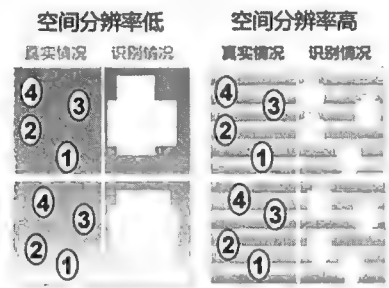 空间分辨率低 空间分辨率高
真实情况 识别情况 真实情况 识别情况
④ ③ ④ ③
② ②
① ①
④ ③ ④ ③
② ②
① ①